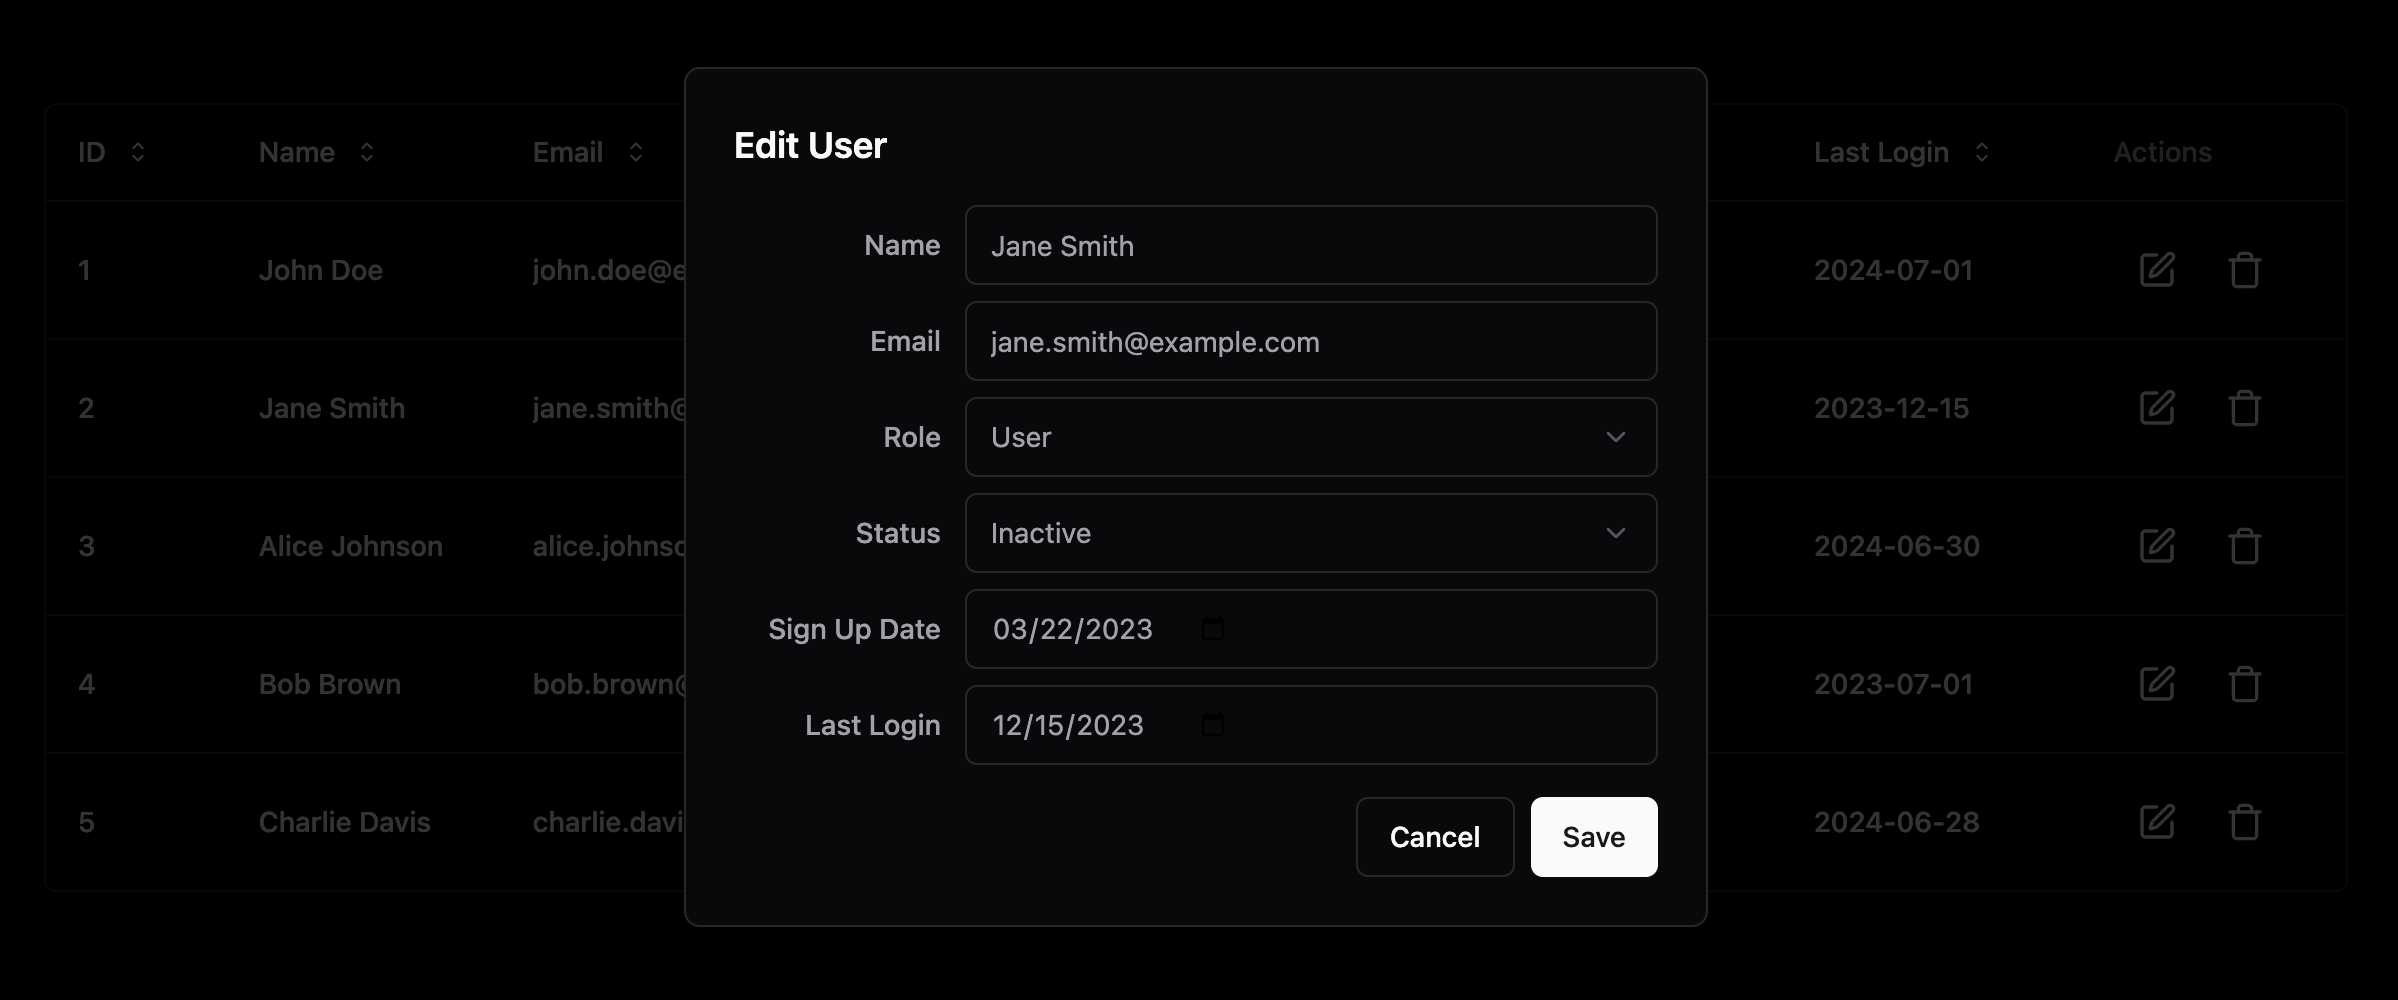 Edit User
Name Jane Smith
Email jane.smith@example.com
Role User
Status Inactive
Sign Up Date 03/22/2023
Last Login 12/15/2023
Cancel Save
ID Name Email Last Login Actions
1 John Doe john.doe@e 2024-07-01
2 Jane Smith jane.smith@ 2023-12-15
3 Alice Johnson alice.johnso 2024-06-30
4 Bob Brown bob.brown@ 2023-07-01
5 Charlie Davis charlie.davi 2024-06-28